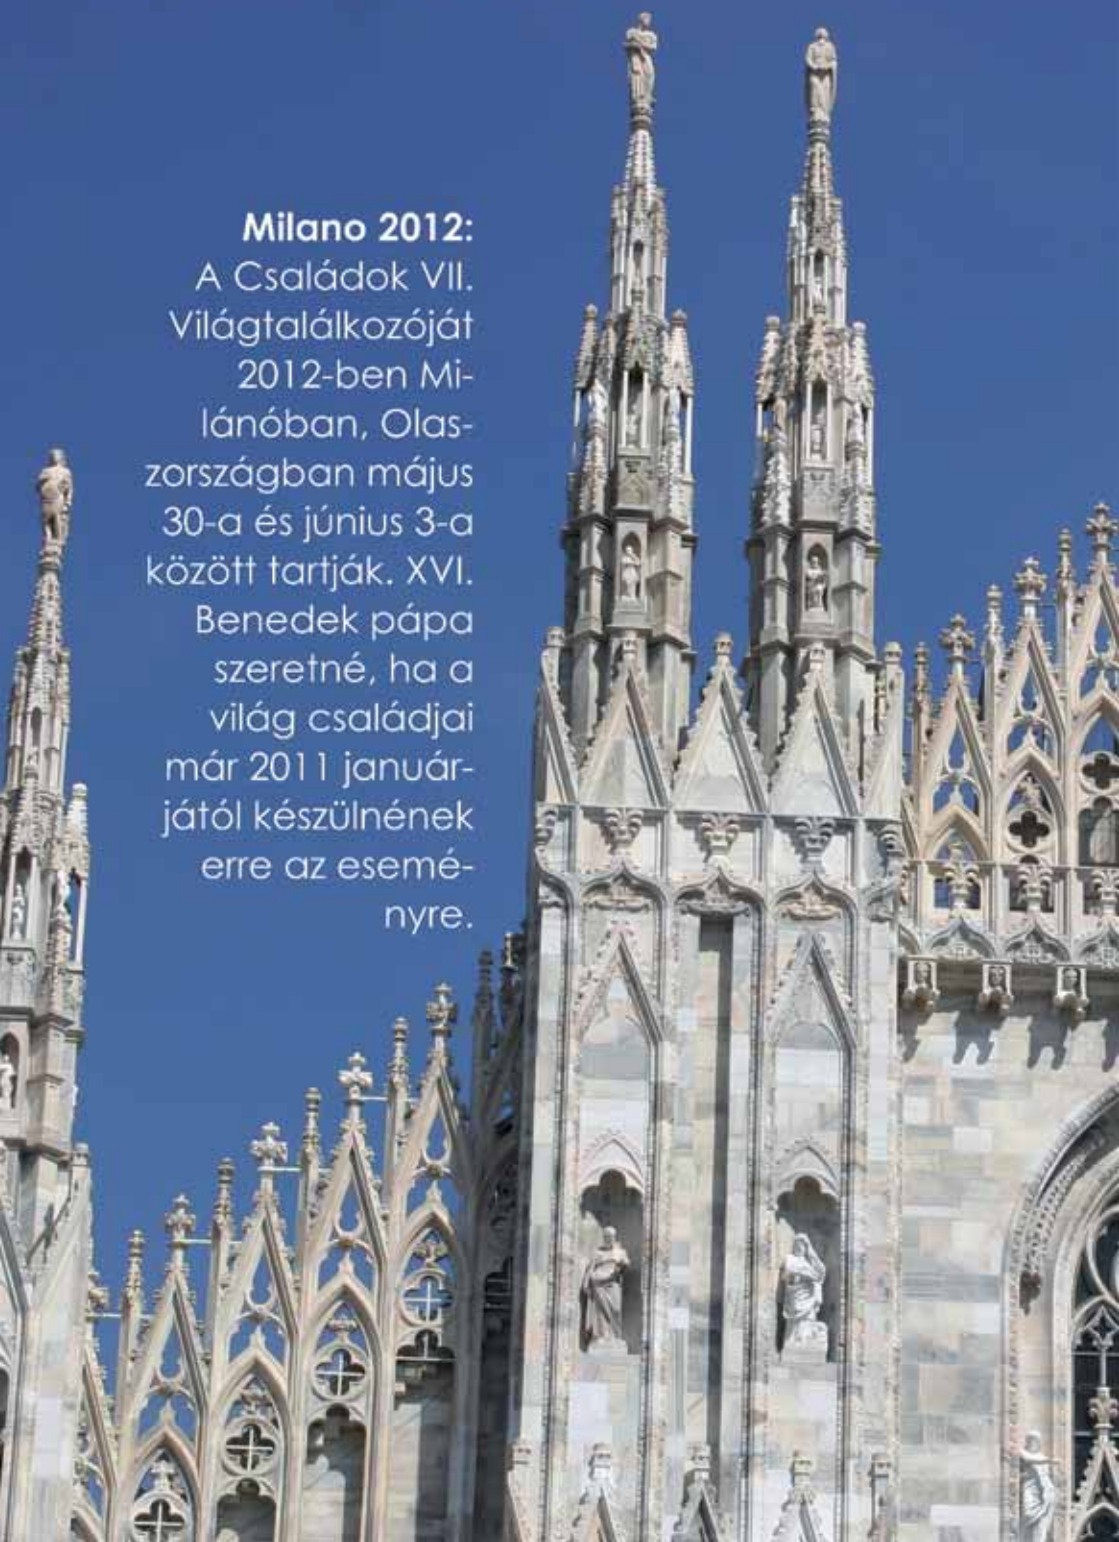 Milano 2012:
A Családok VII.
Világtalálkozóját
2012-ben Mi-
lánóban, Olas-
zországban május
30-a és június 3-a
között tartják. XVI.
Benedek pápa
szeretné, ha a
világ családjai
már 2011 január-
jától készülnének
erre az esemé-
nyre.